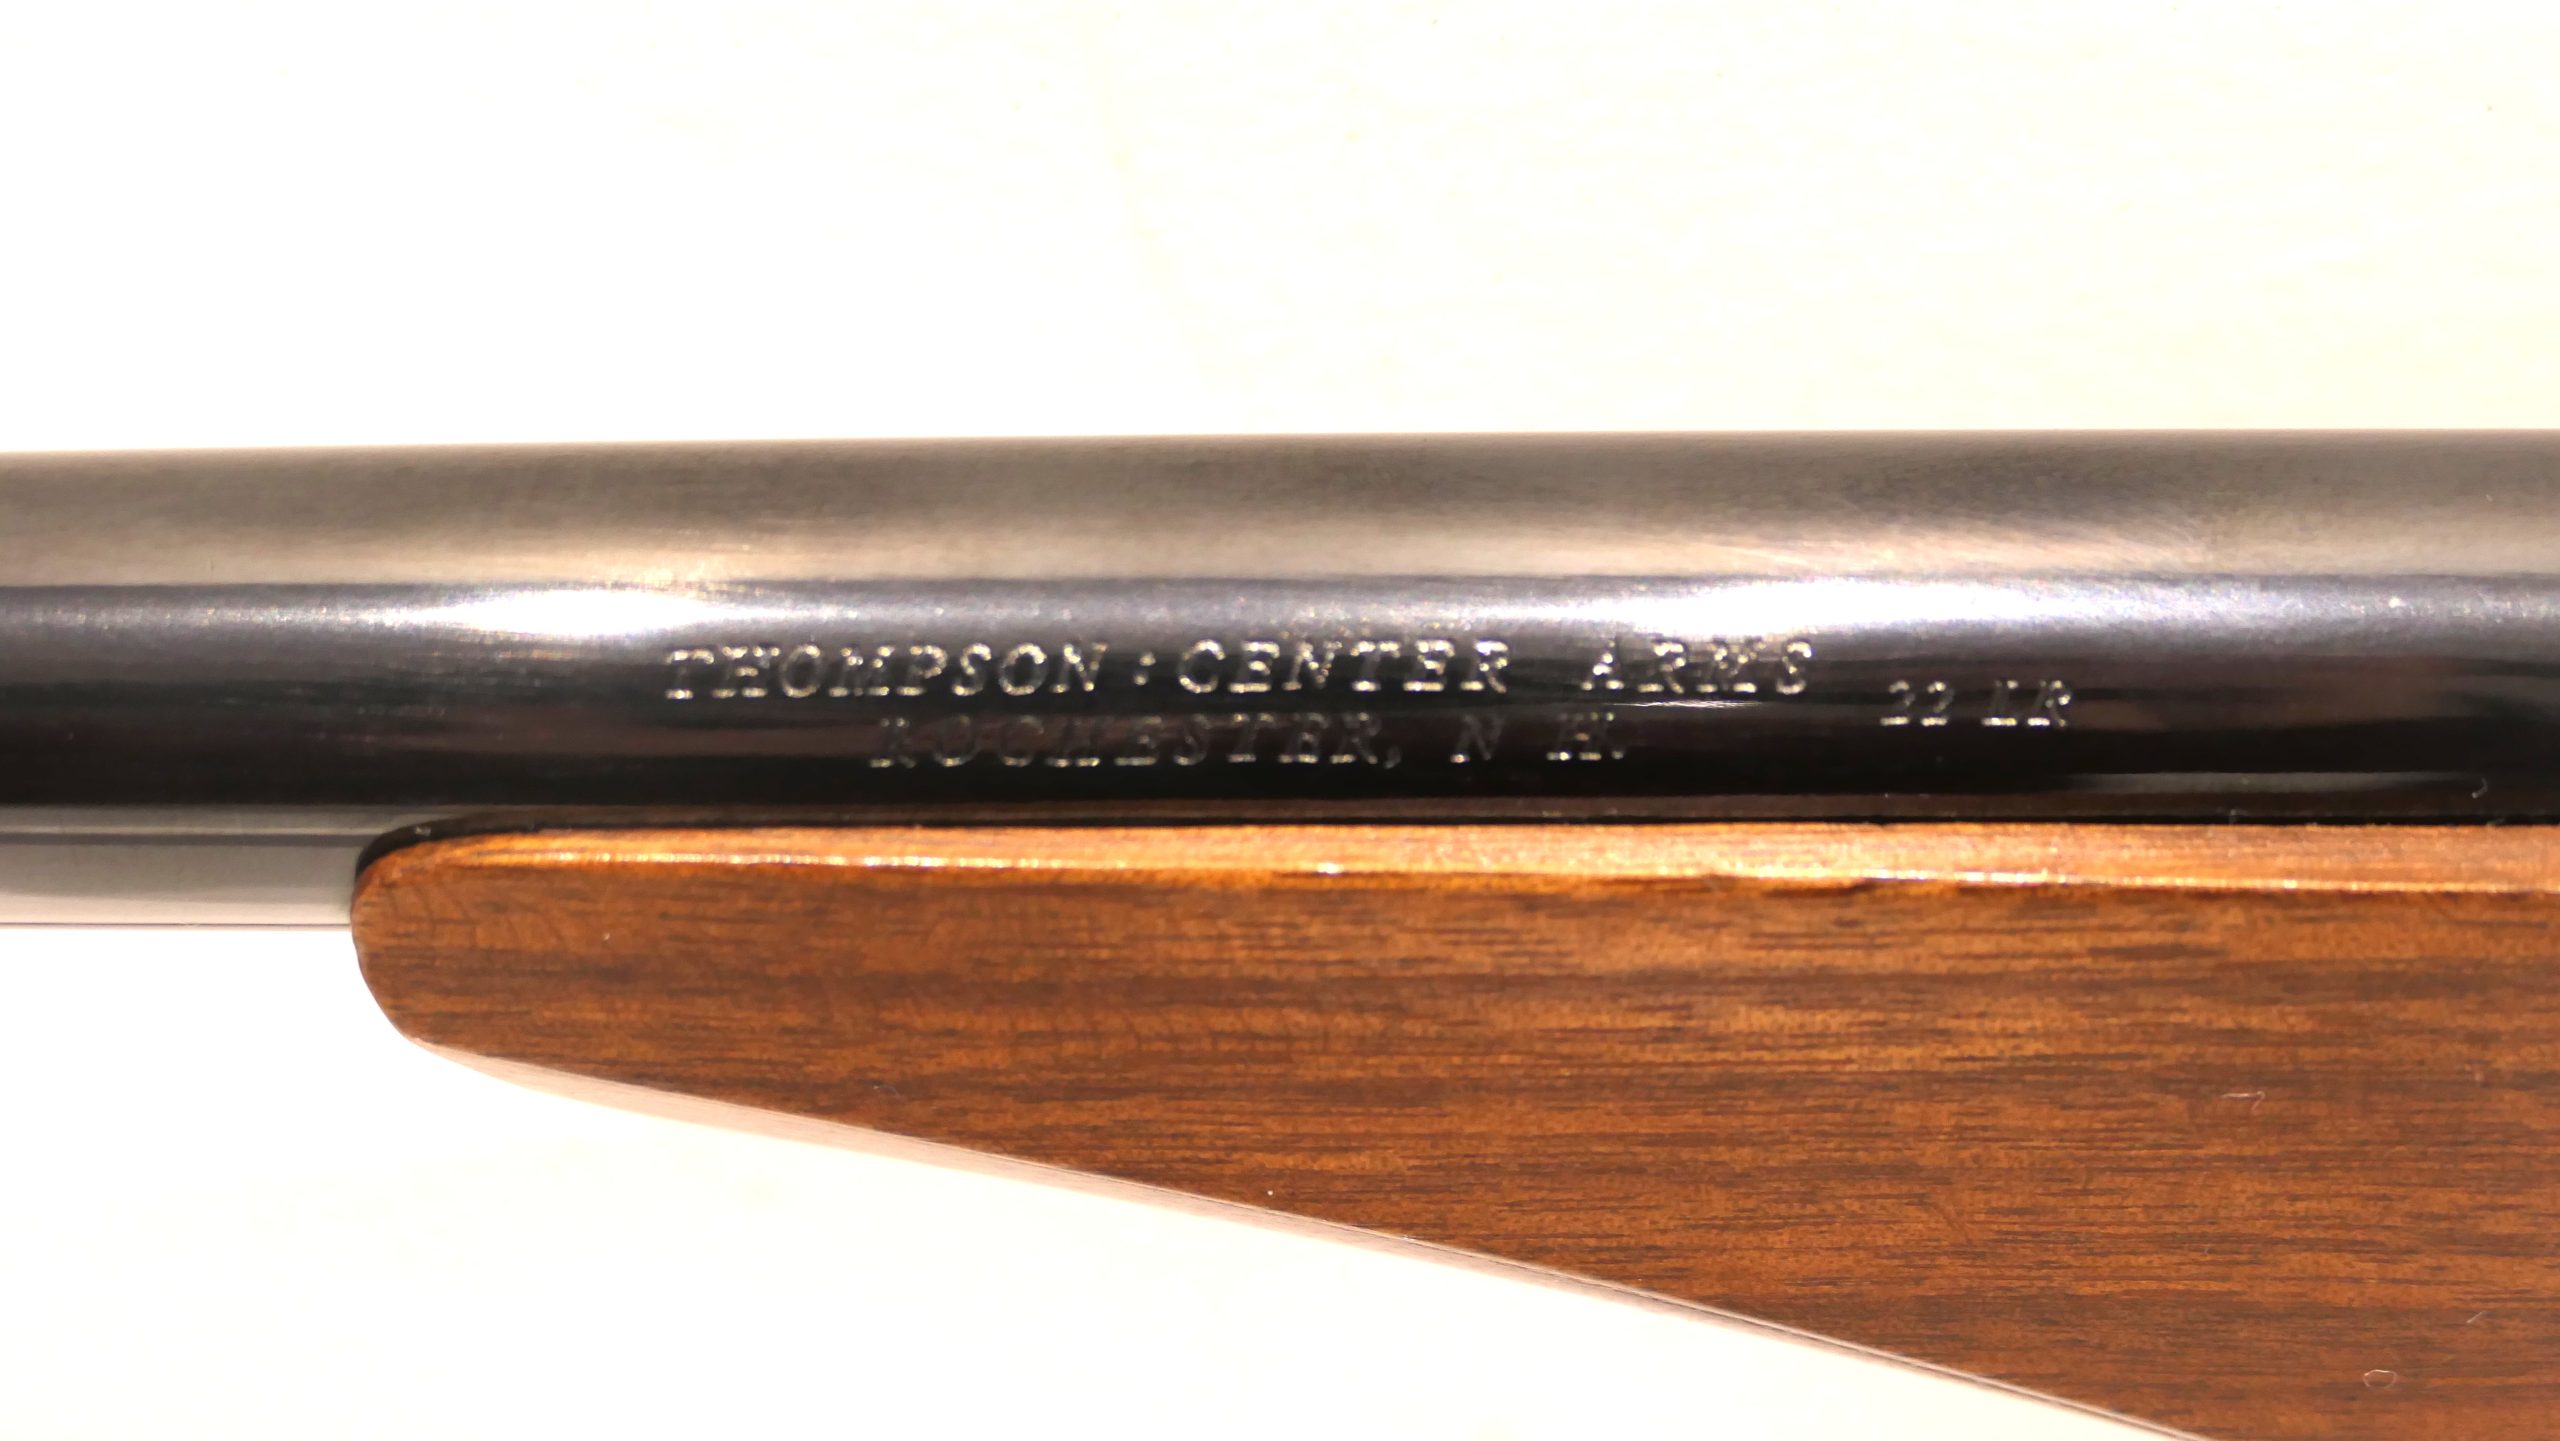 THOMPSON · CENTER ARMS 22 LR
ROCHESTER, N H.